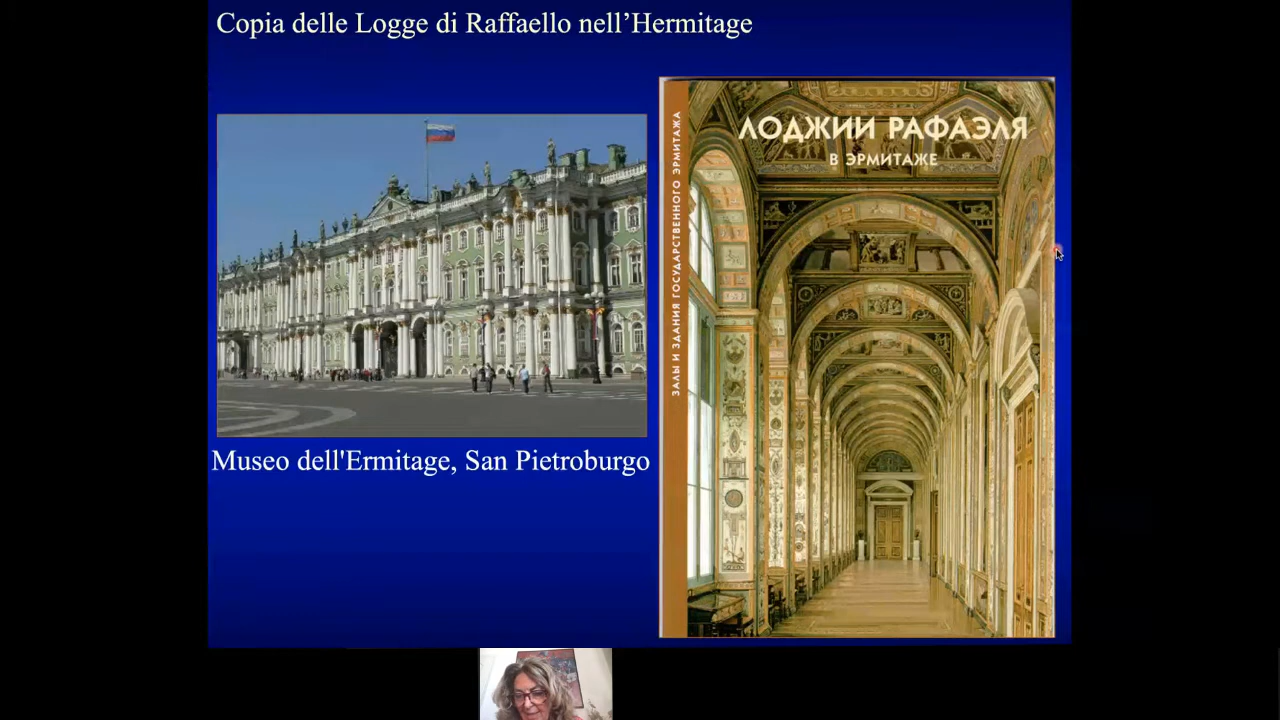 Copia delle Logge di Raffaello nell’Hermitage
Museo dell'Ermitage, San Pietroburgo
ЗАЛЫ И ЗДАНИЯ ГОСУДАРСТВЕННОГО ЭРМИТАЖА
ЛОДЖИИ РАФАЭЛЯ
В ЭРМИТАЖЕ